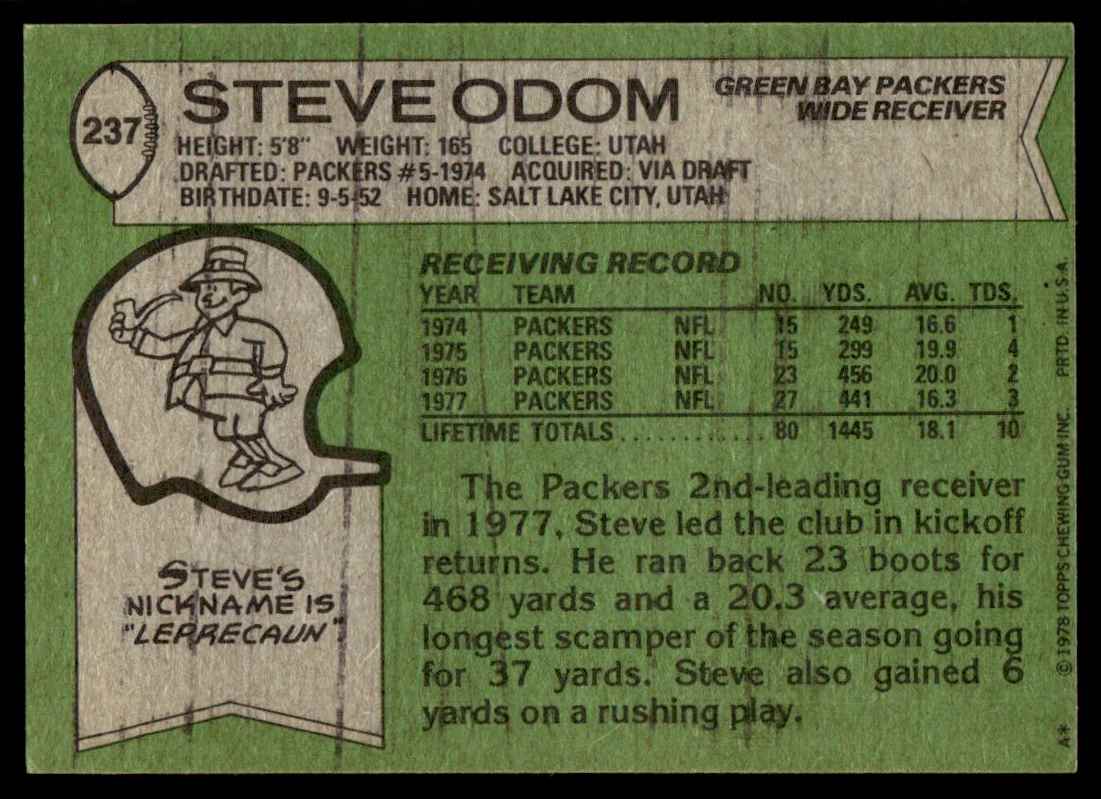 237
STEVE ODOM
GREEN BAY PACKERS
WIDE RECEIVER
HEIGHT: 5'8" WEIGHT: 165 COLLEGE: UTAH
DRAFTED: PACKERS #5-1974 ACQUIRED: VIA DRAFT
BIRTHDATE: 9-5-52 HOME: SALT LAKE CITY, UTAH
RECEIVING RECORD
YEAR TEAM NO. YDS. AVG. TDS.
1974 PACKERS NFL 15 249 16.6 1
1975 PACKERS NFL 15 299 19.9 4
1976 PACKERS NFL 23 456 20.0 2
1977 PACKERS NFL 27 441 16.3 3
LIFETIME TOTALS............ 80 1445 18.1 10
The Packers 2nd-leading receiver
in 1977, Steve led the club in kickoff
returns. He ran back 23 boots for
468 yards and a 20.3 average, his
longest scamper of the season going
for 37 yards. Steve also gained 6
yards on a rushing play.
STEVE'S
NICKNAME IS
"LEPRECAUN"
A* ©1978 TOPPS CHEWING GUM INC. PRTD. IN U.S.A.